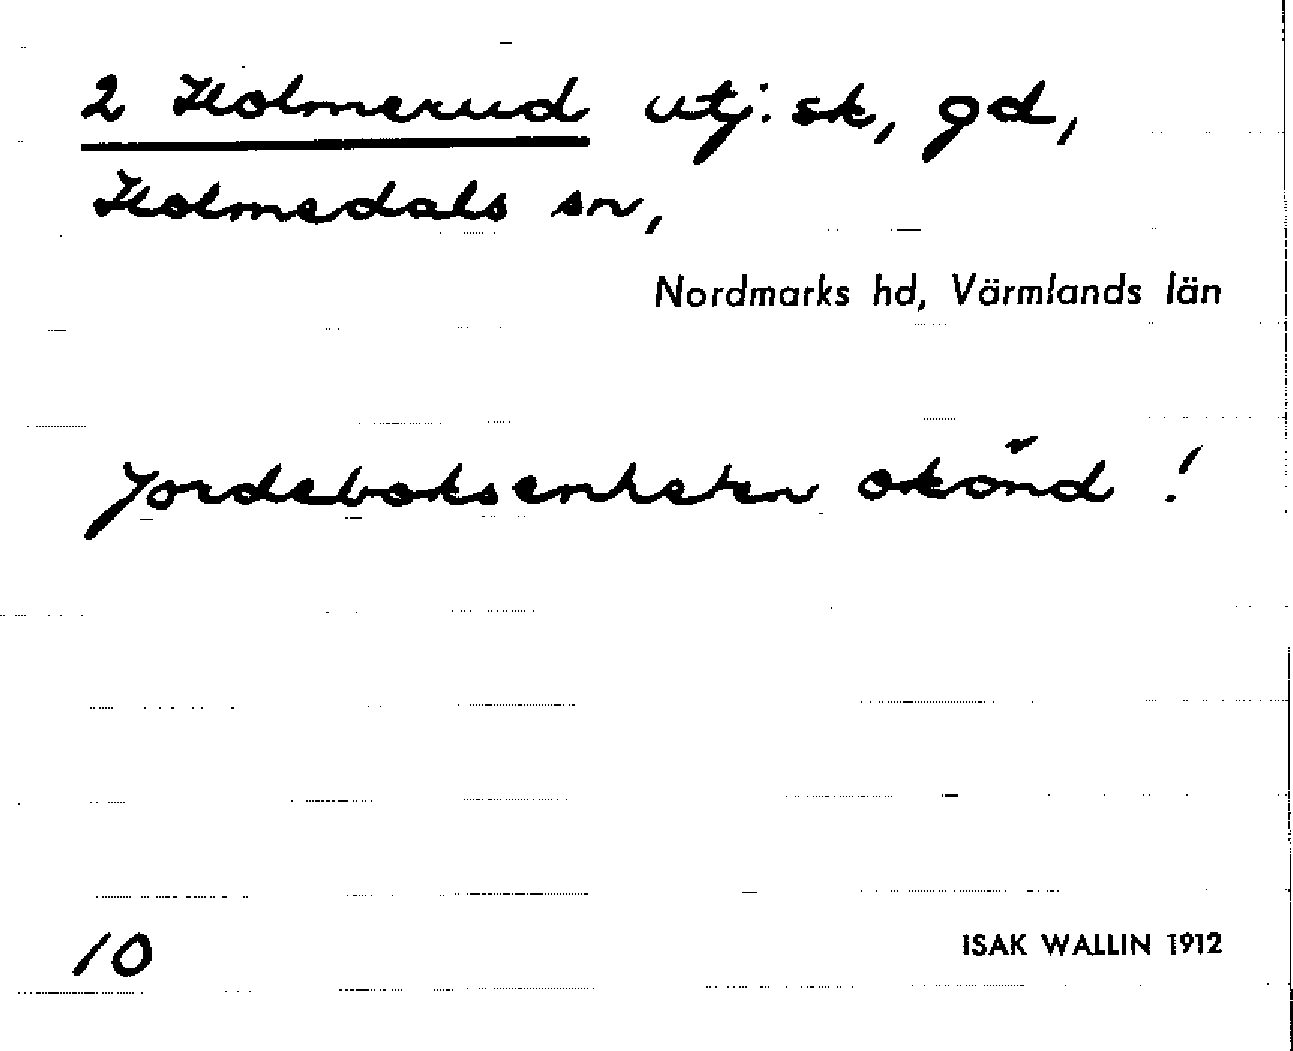 2 Holmerud utj. sk, gd,
Holmedals sn,
Nordmarks hd, Värmlands län
Jordeboksenheten okänd !
10
ISAK WALLIN 1912